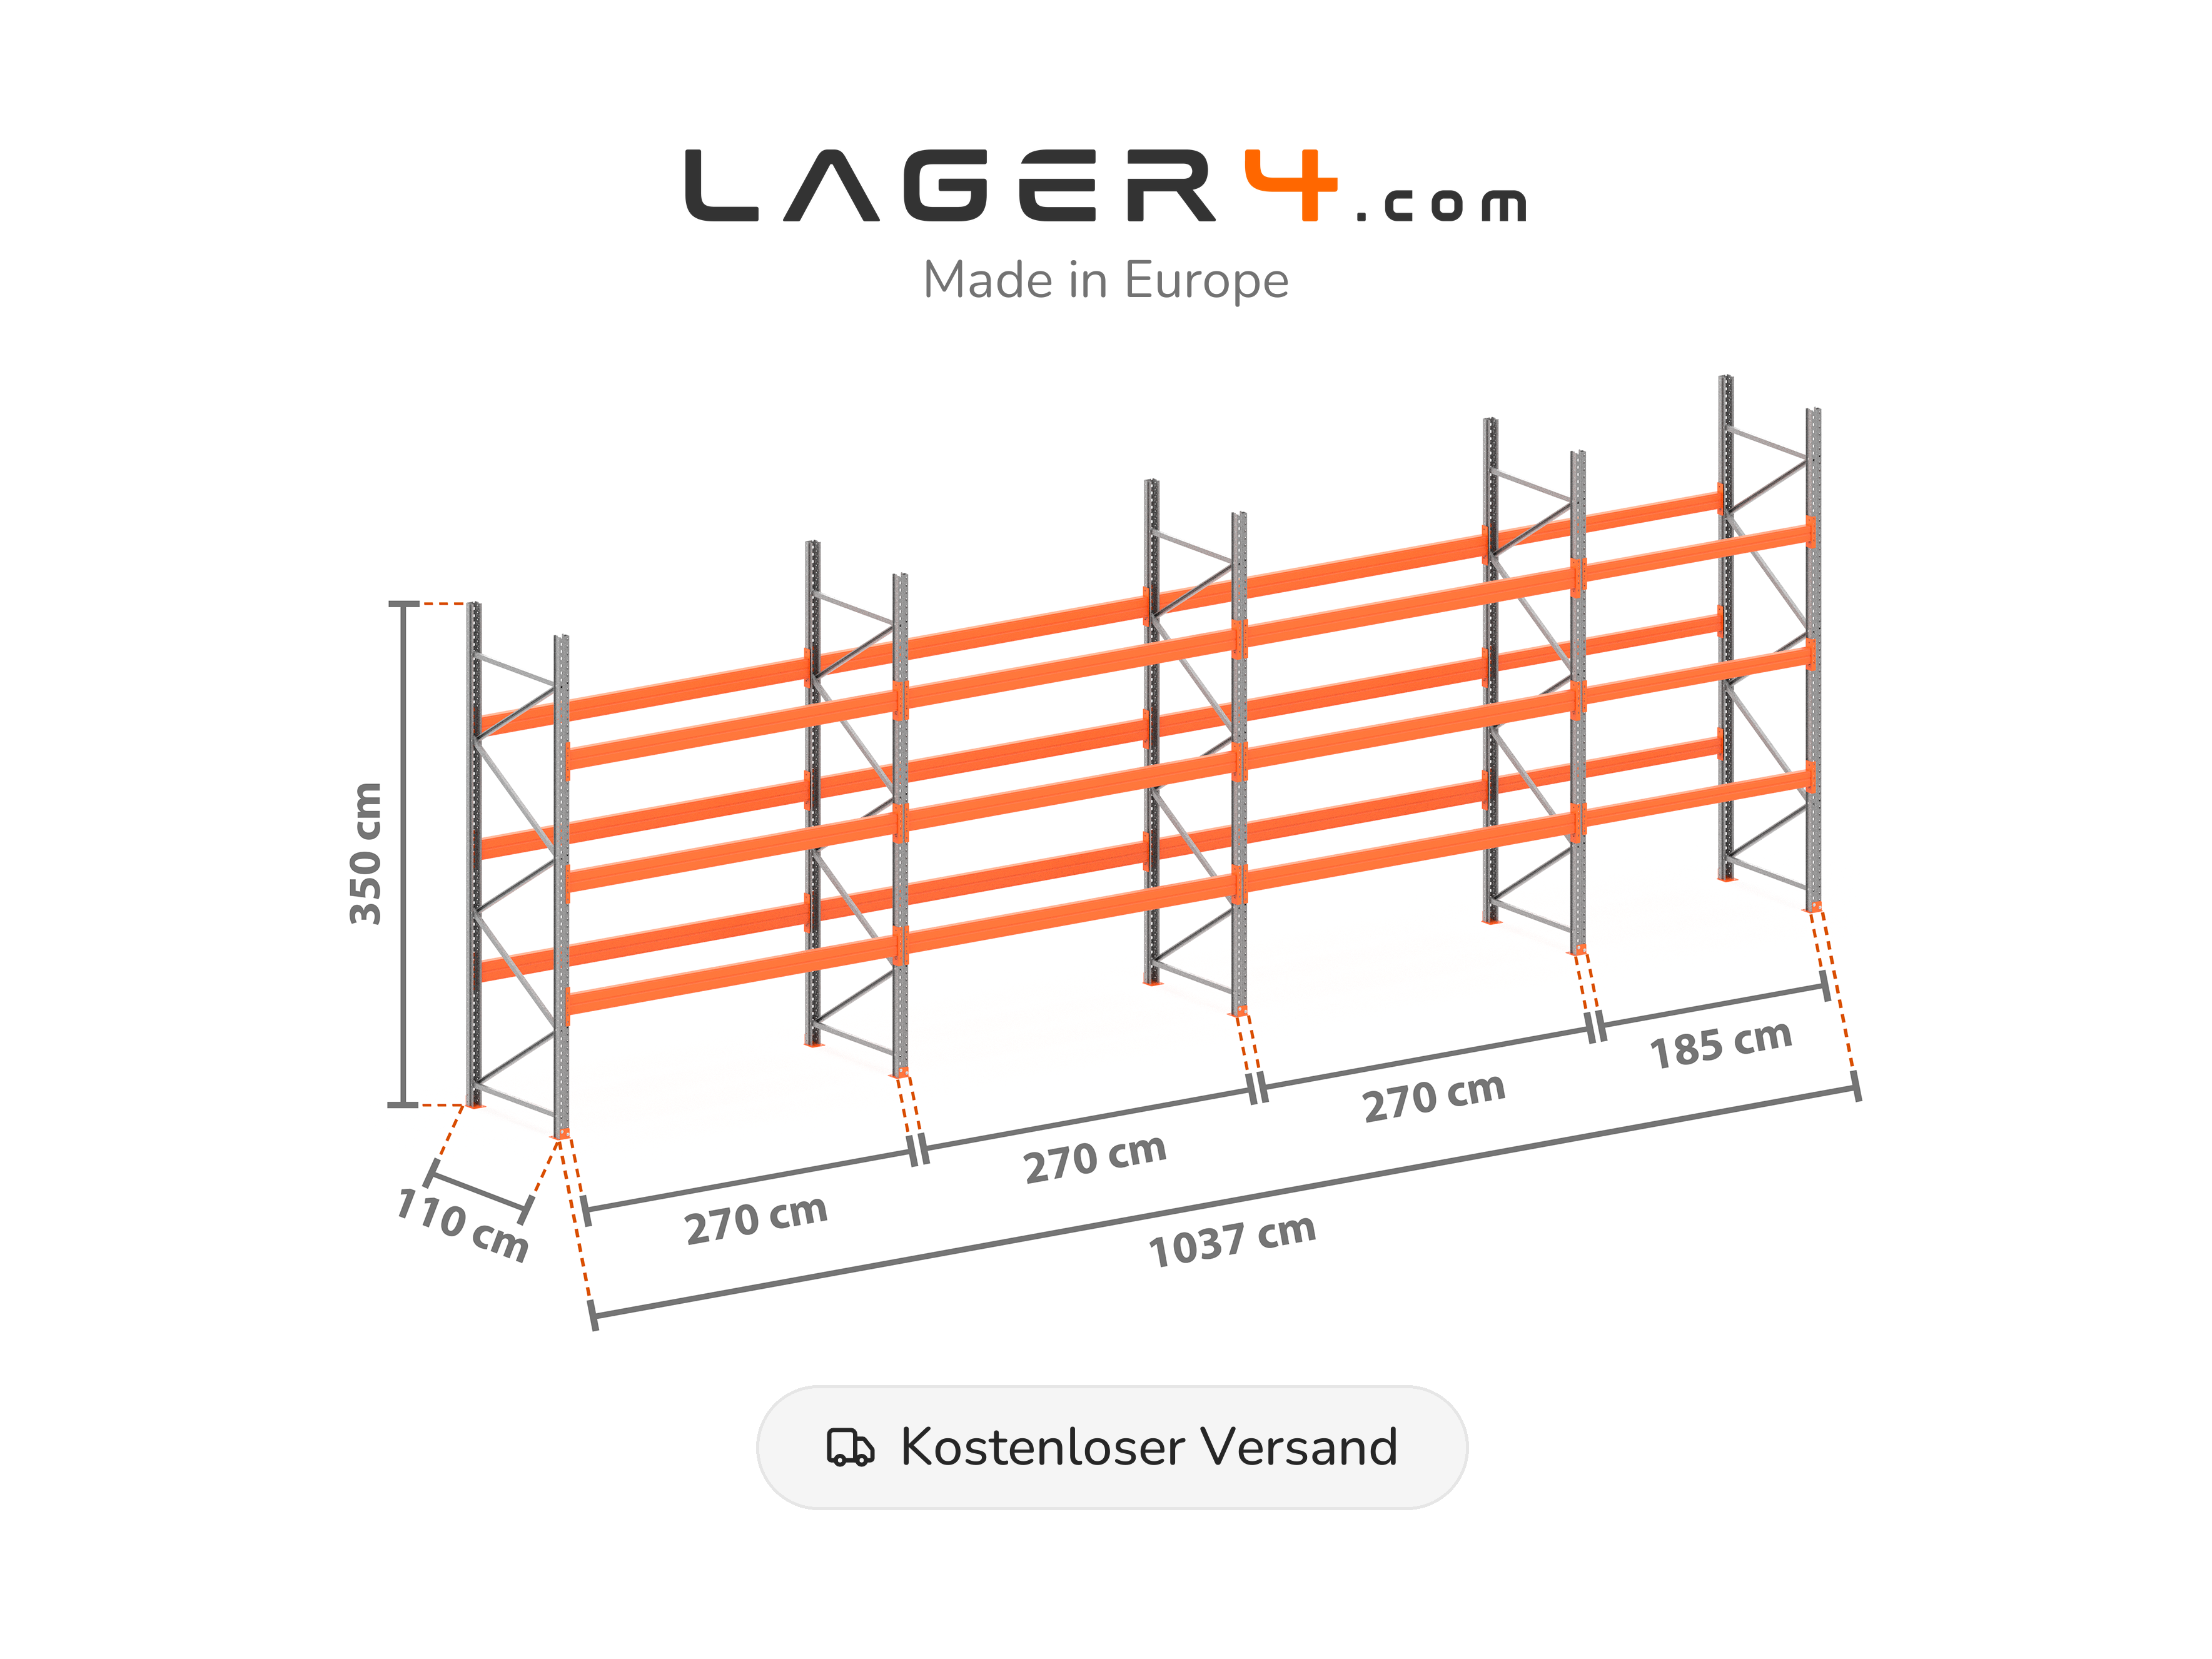 LAGER4.com
Made in Europe
350 cm
110 cm
270 cm
270 cm
270 cm
185 cm
1037 cm
Kostenloser Versand